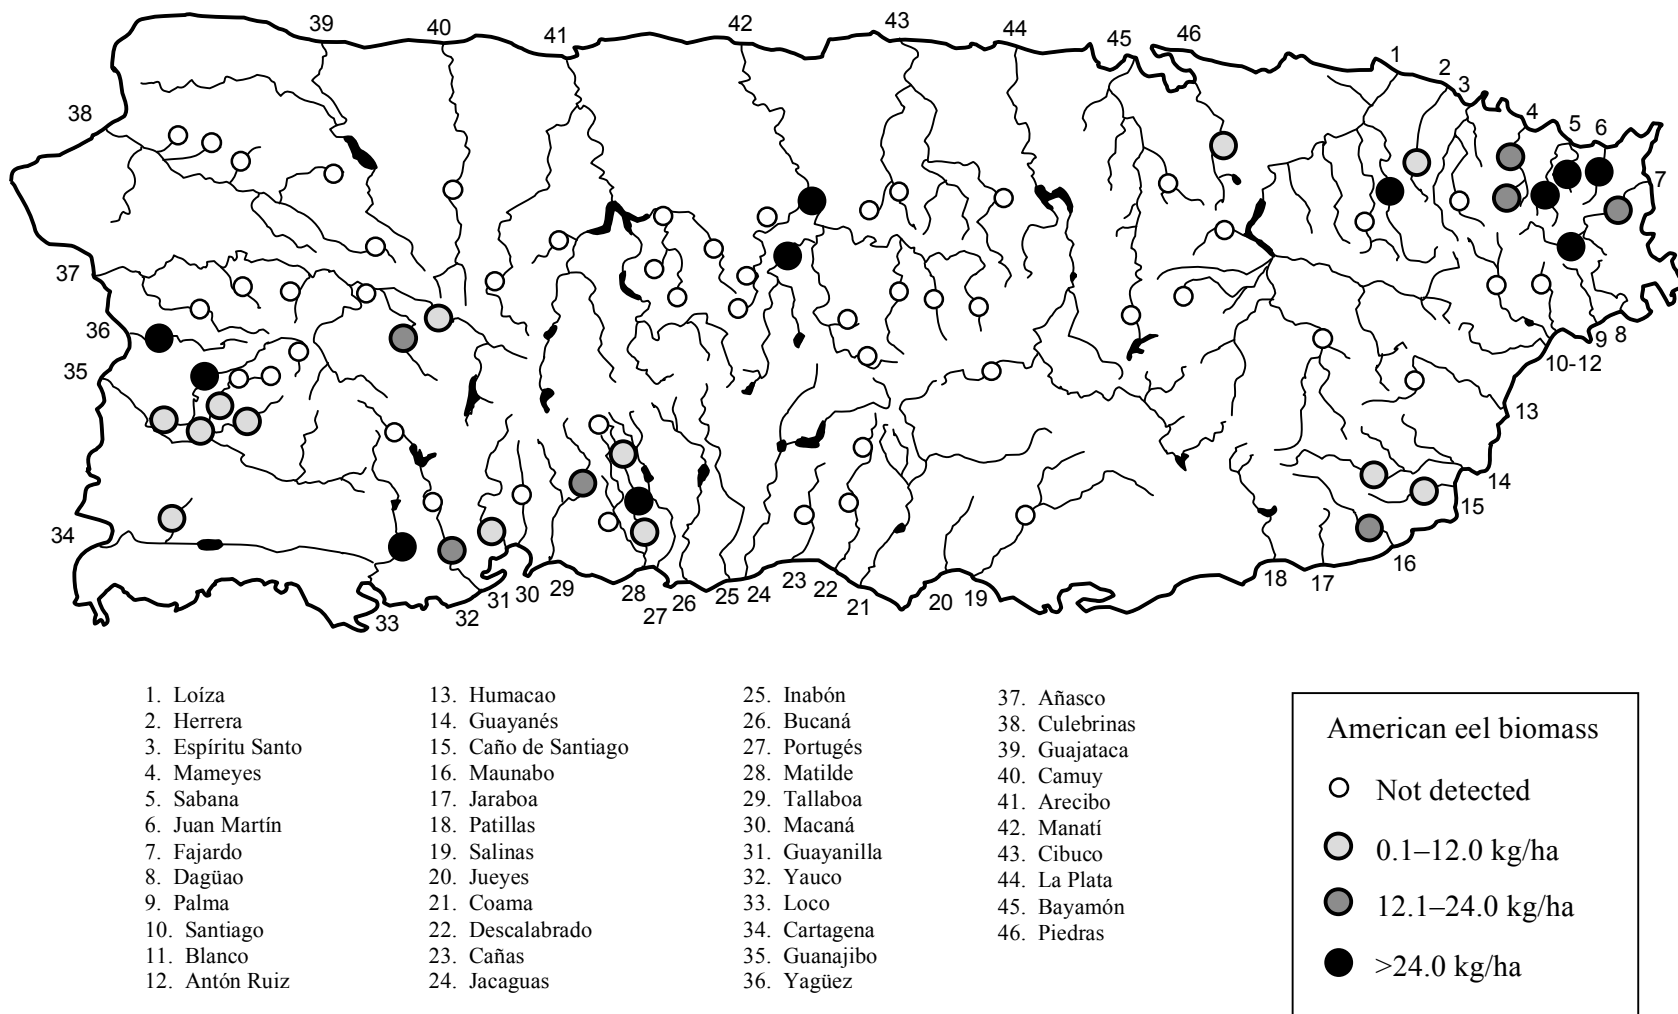 39
40
41
42
43
44
45
46
1
2
3
4
5
6
7
38
37
36
35
34
8
9
10-12
13
14
15
16
17
18
19
20
21
22
23
24
25
26
27
28
29
30
31
32
33
1. Loíza
2. Herrera
3. Espíritu Santo
4. Mameyes
5. Sabana
6. Juan Martín
7. Fajardo
8. Dagüao
9. Palma
10. Santiago
11. Blanco
12. Antón Ruiz
13. Humacao
14. Guayanés
15. Caño de Santiago
16. Maunabo
17. Jaraboa
18. Patillas
19. Salinas
20. Jueyes
21. Coama
22. Descalabrado
23. Cañas
24. Jacaguas
25. Inabón
26. Bucaná
27. Portugés
28. Matilde
29. Tallaboa
30. Macaná
31. Guayanilla
32. Yauco
33. Loco
34. Cartagena
35. Guanajibo
36. Yagüez
37. Añasco
38. Culebrinas
39. Guajataca
40. Camuy
41. Arecibo
42. Manatí
43. Cibuco
44. La Plata
45. Bayamón
46. Piedras
American eel biomass
Not detected
0.1–12.0 kg/ha
12.1–24.0 kg/ha
>24.0 kg/ha